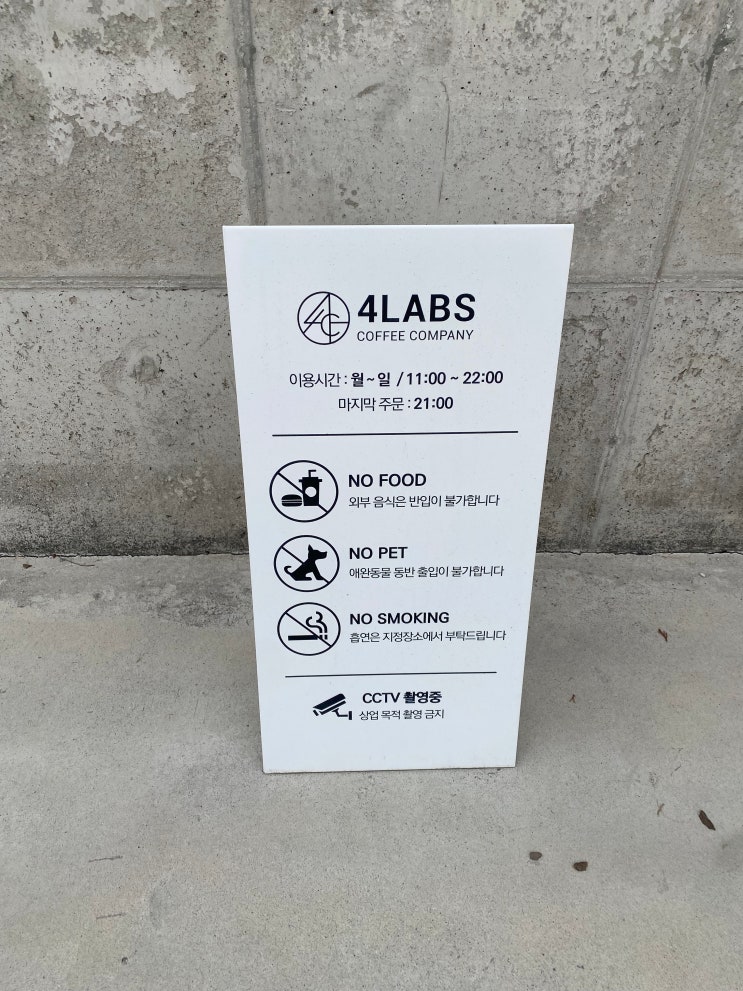 4LABS
COFFEE COMPANY
이용시간 : 월 ~ 일 / 11:00 ~ 22:00
마지막 주문 : 21:00
NO FOOD
외부 음식은 반입이 불가합니다
NO PET
애완동물 동반 출입이 불가합니다
NO SMOKING
흡연은 지정장소에서 부탁드립니다
CCTV 촬영중
상업 목적 촬영 금지